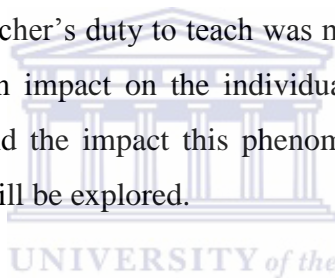 cher’s duty to teach was n
n impact on the individua
d the impact this phenom
ill be explored.
UNIVERSITY of the